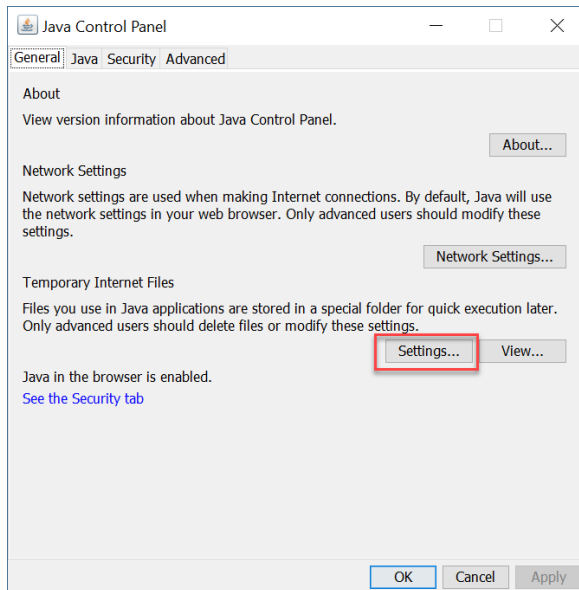 Java Control Panel
General Java Security Advanced
About
View version information about Java Control Panel.
About...
Network Settings
Network settings are used when making Internet connections. By default, Java will use
the network settings in your web browser. Only advanced users should modify these
settings.
Network Settings...
Temporary Internet Files
Files you use in Java applications are stored in a special folder for quick execution later.
Only advanced users should delete files or modify these settings.
Settings... View...
Java in the browser is enabled.
See the Security tab
OK Cancel Apply